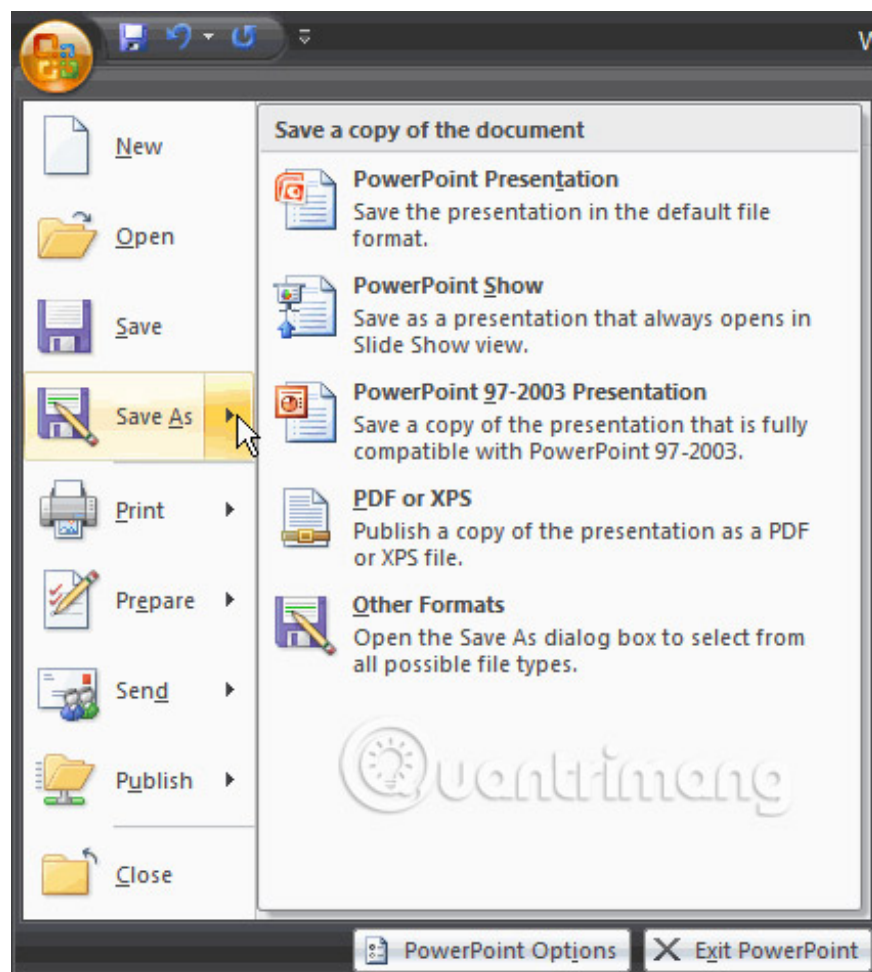 W
New
Open
Save
Save As
Print
Prepare
Send
Publish
Close
Save a copy of the document
PowerPoint Presentation
Save the presentation in the default file
format.
PowerPoint Show
Save as a presentation that always opens in
Slide Show view.
PowerPoint 97-2003 Presentation
Save a copy of the presentation that is fully
compatible with PowerPoint 97-2003.
PDF or XPS
Publish a copy of the presentation as a PDF
or XPS file.
Other Formats
Open the Save As dialog box to select from
all possible file types.
Quantrimang
PowerPoint Options
Exit PowerPoint